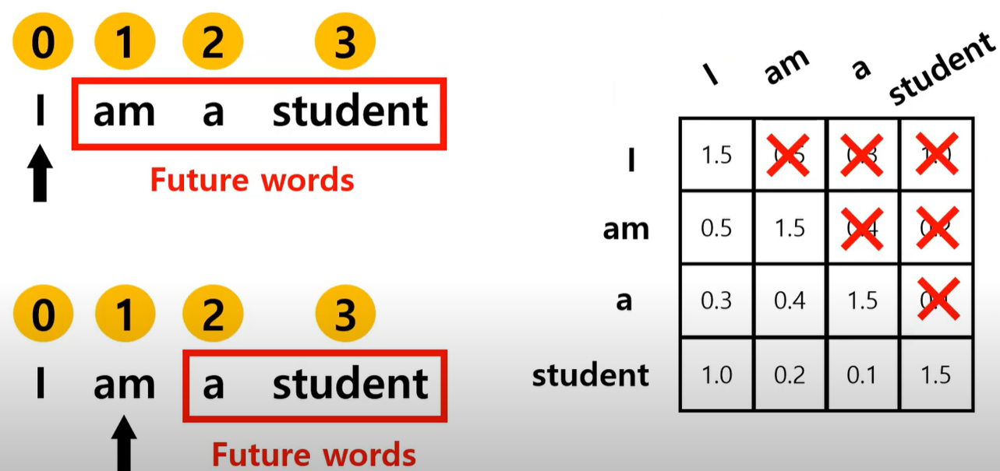 0 1 2 3
I am a student
Future words
0 1 2 3
I am a student
Future words
I am a student
I 1.5
am 0.5 1.5
a 0.3 0.4 1.5
student 1.0 0.2 0.1 1.5